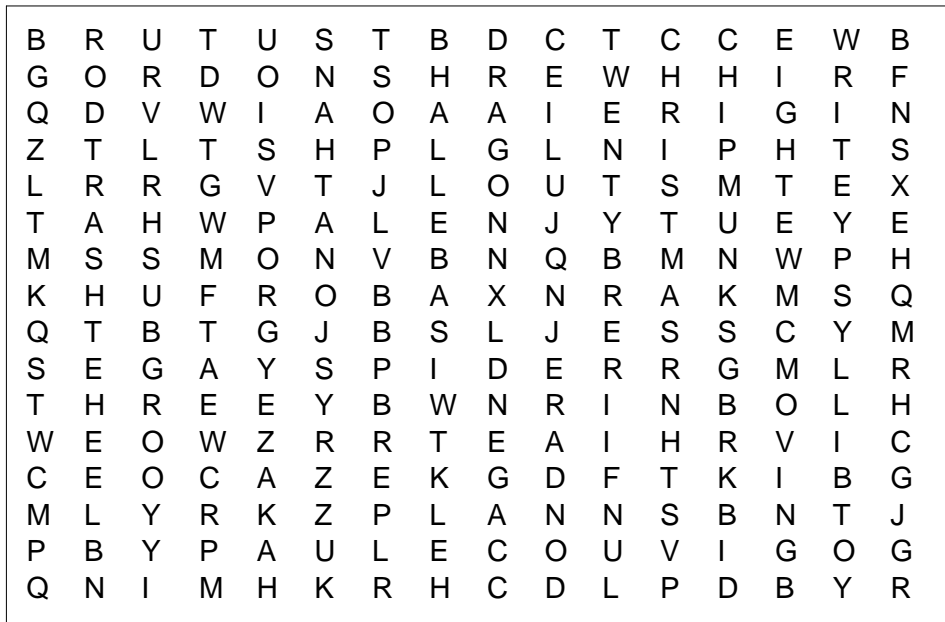 B R U T U S T B D C T C C E W B
G O R D O N S H R E W H H I R F
Q D V W I A O A A I E R I G I N
Z T L T S H P L G L N I P H T S
L R R G V T J L O U T S M T E X
T A H W P A L E N J Y T U E Y E
M S S M O N V B N Q B M N W P H
K H U F R O B A X N R A K M S Q
Q T B T G J B S L J E S S C Y M
S E G A Y S P I D E R R G M L R
T H R E E Y B W N R I N B O L H
W E O W Z R R T E A I H R V I C
C E O C A Z E K G D F T K I B G
M L Y R K Z P L A N N S B N T J
P B Y P A U L E C O U V I G O G
Q N I M H K R H C D L P D B Y R